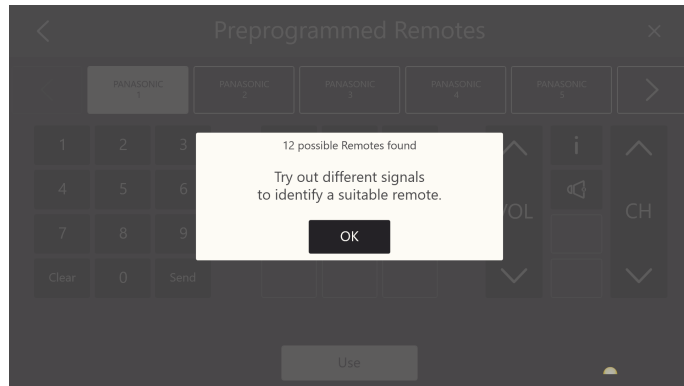 Preprogrammed Remotes
PANASONIC
1
PANASONIC
2
PANASONIC
3
PANASONIC
4
PANASONIC
5
12 possible Remotes found
Try out different signals
to identify a suitable remote.
OK
1 2 3
4 5 6
7 8 9
Clear 0 Send
VOL
i
CH
Use